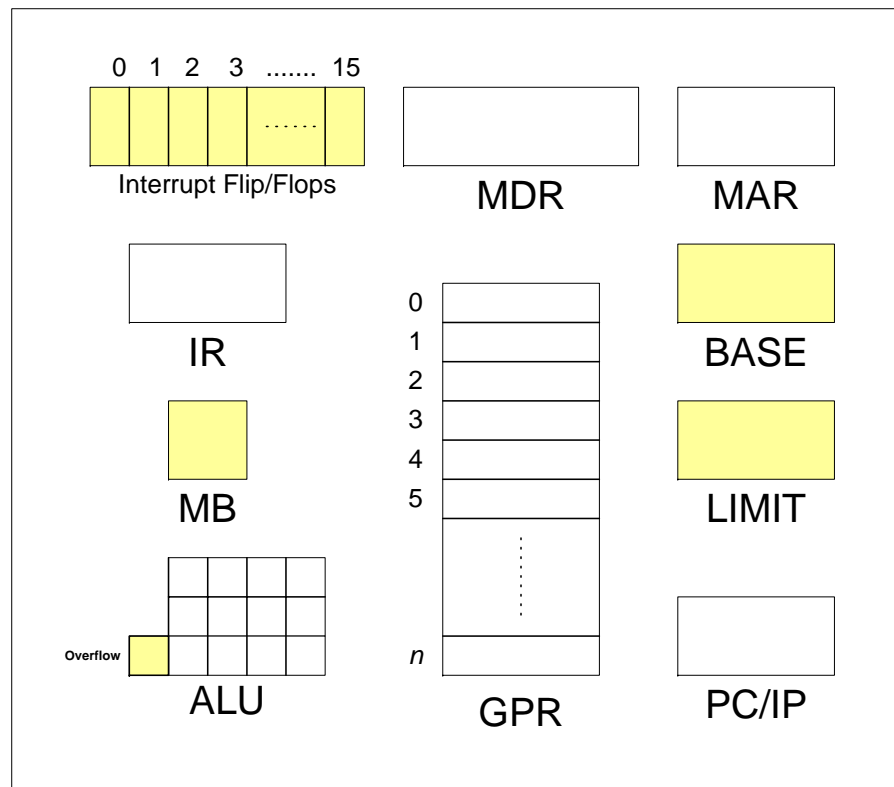 0 1 2 3 ....... 15
......
Interrupt Flip/Flops
MDR
MAR
IR
0
1
2
3
4
5
n
GPR
BASE
MB
LIMIT
Overflow
ALU
PC/IP